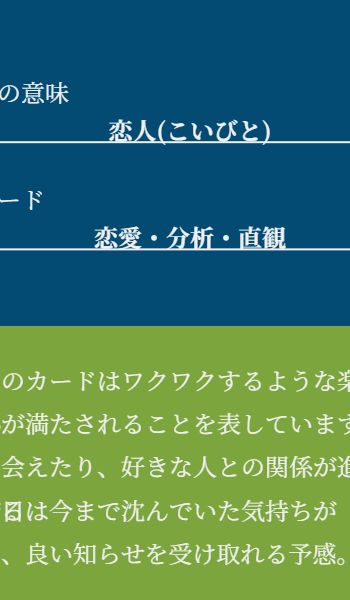 の意味
恋人(こいびと)
ード
恋愛・分析・直観
のカードはワクワクするような楽
が満たされることを表しています
会えたり、好きな人との関係が進
日は今まで沈んでいた気持ちが
、良い知らせを受け取れる予感。